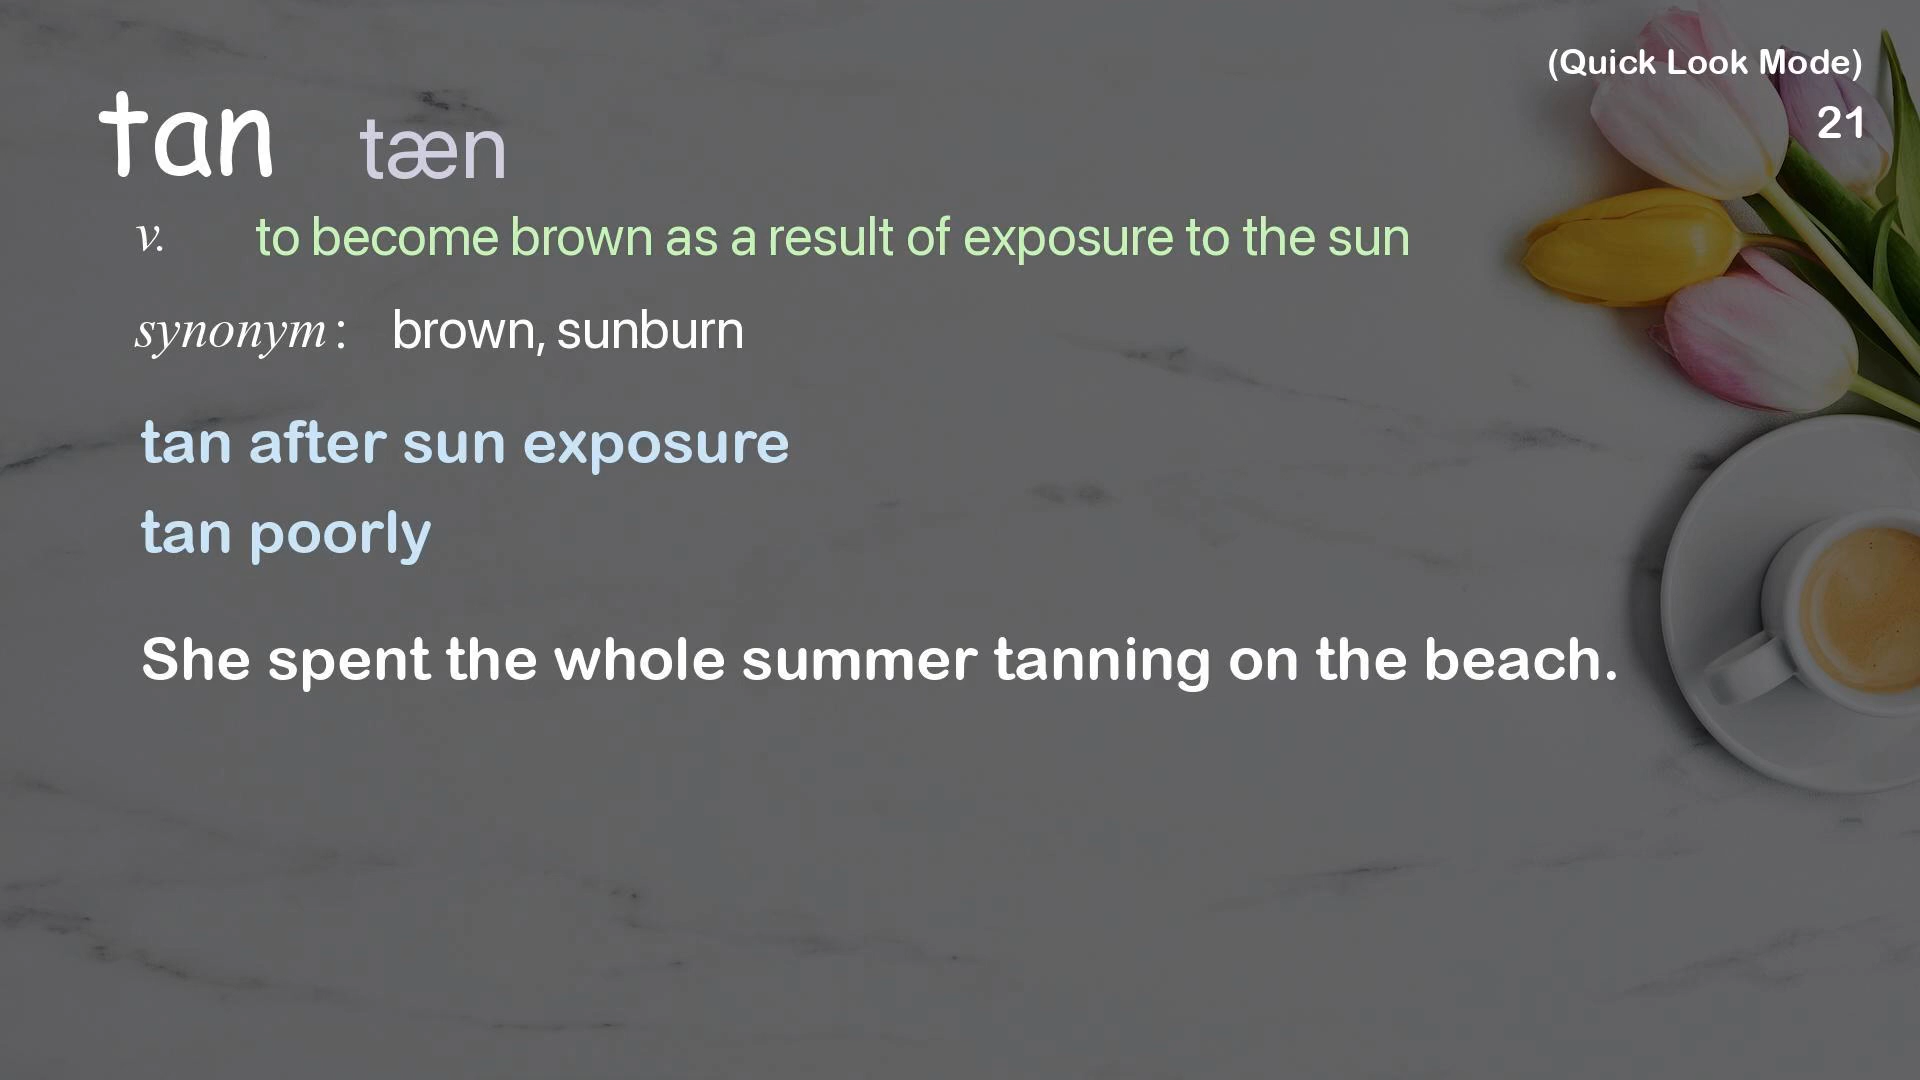 (Quick Look Mode)
21
tan tæn
v. to become brown as a result of exposure to the sun
synonym: brown, sunburn
tan after sun exposure
tan poorly
She spent the whole summer tanning on the beach.